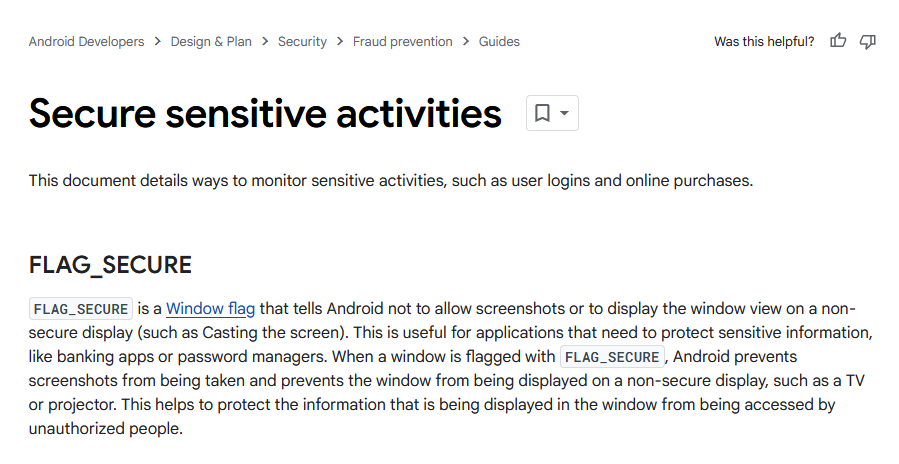 Android Developers > Design & Plan > Security > Fraud prevention > Guides Was this helpful?
Secure sensitive activities
This document details ways to monitor sensitive activities, such as user logins and online purchases.
FLAG_SECURE
FLAG_SECURE is a Window flag that tells Android not to allow screenshots or to display the window view on a non-
secure display (such as Casting the screen). This is useful for applications that need to protect sensitive information,
like banking apps or password managers. When a window is flagged with FLAG_SECURE, Android prevents
screenshots from being taken and prevents the window from being displayed on a non-secure display, such as a TV
or projector. This helps to protect the information that is being displayed in the window from being accessed by
unauthorized people.